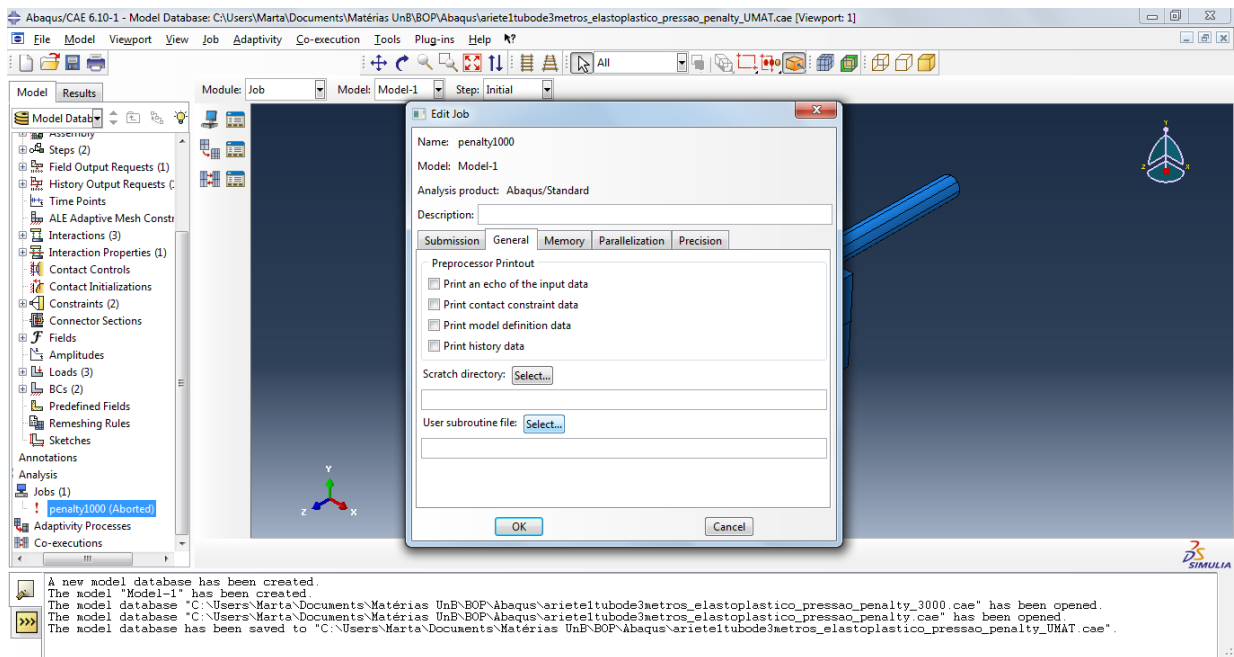 Abaqus/CAE 6.10-1 - Model Database: C:\Users\Marta\Documents\Matérias UnB\BOP\Abaqus\ariete1tubode3metros_elastoplastico_pressao_penalty_UMAT.cae [Viewport: 1]
File Model Viewport View Job Adaptivity Co-execution Tools Plug-ins Help
All
Model Results
Module: Job Model: Model-1 Step: Initial
Model Datab
Assembly
Steps (2)
Field Output Requests (1)
History Output Requests (
Time Points
ALE Adaptive Mesh Constr
Interactions (3)
Interaction Properties (1)
Contact Controls
Contact Initializations
Constraints (2)
Connector Sections
Fields
Amplitudes
Loads (3)
BCs (2)
Predefined Fields
Remeshing Rules
Sketches
Annotations
Analysis
Jobs (1)
penalty1000 (Aborted)
Adaptivity Processes
Co-executions
Edit Job
Name: penalty1000
Model: Model-1
Analysis product: Abaqus/Standard
Description:
Submission General Memory Parallelization Precision
Preprocessor Printout
Print an echo of the input data
Print contact constraint data
Print model definition data
Print history data
Scratch directory: Select...
User subroutine file: Select...
OK Cancel
Y
Z X
Y
Z X
SIMULIA
A new model database has been created.
The model "Model-1" has been created.
The model database "C:\Users\Marta\Documents\Matérias UnB\BOP\Abaqus\ariete1tubode3metros_elastoplastico_pressao_penalty_3000.cae" has been opened.
The model database "C:\Users\Marta\Documents\Matérias UnB\BOP\Abaqus\ariete1tubode3metros_elastoplastico_pressao_penalty.cae" has been opened.
The model database has been saved to "C:\Users\Marta\Documents\Matérias UnB\BOP\Abaqus\ariete1tubode3metros_elastoplastico_pressao_penalty_UMAT.cae".
>>>